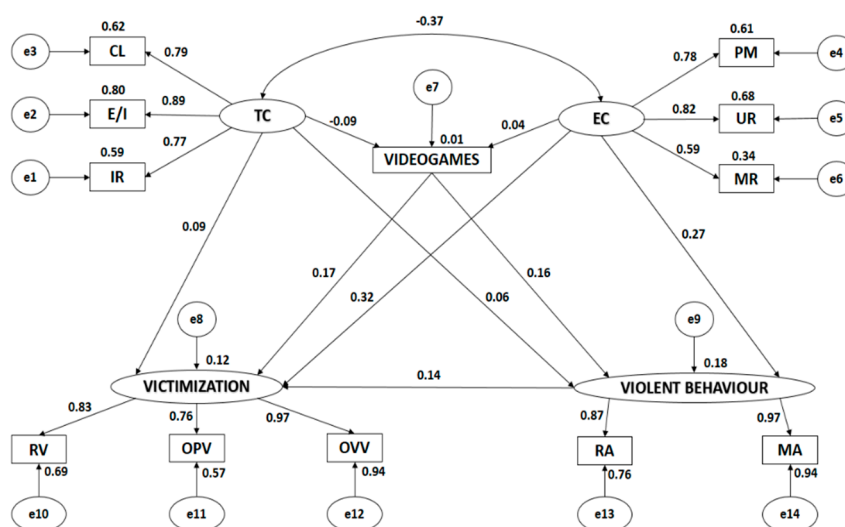 -0.37
0.62
0.61
e3
CL
0.79
0.78
PM
e4
e7
0.80
0.68
e2
E/I
0.89
TC
-0.09
0.04
EC
0.82
UR
e5
0.01
VIDEOGAMES
0.59
0.77
0.59
0.34
e1
IR
MR
e6
0.09
0.27
0.17
0.16
0.32
0.06
e8
e9
0.12
0.18
VICTIMIZATION
0.14
VIOLENT BEHAVIOUR
0.83
0.76
0.97
0.87
0.97
RV
OPV
OVV
RA
MA
0.69
0.57
0.94
0.76
0.94
e10
e11
e12
e13
e14